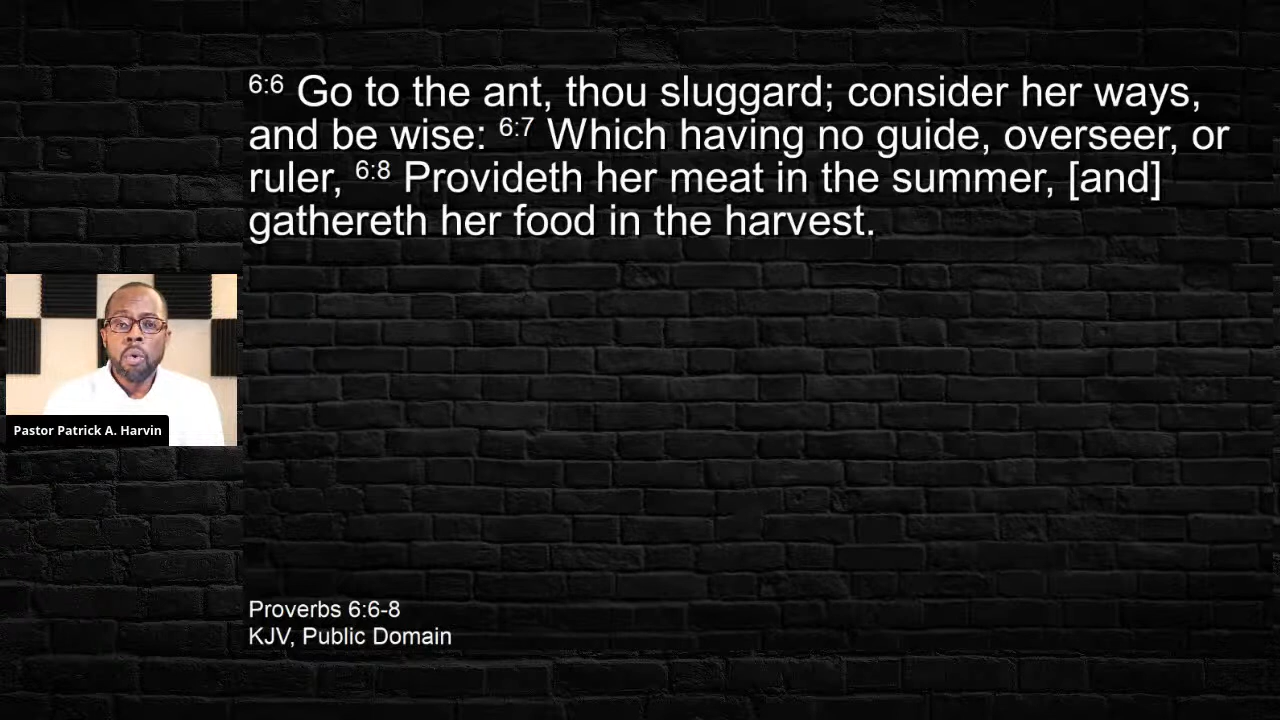 6:6 Go to the ant, thou sluggard; consider her ways,
and be wise: 6:7 Which having no guide, overseer, or
ruler, 6:8 Provideth her meat in the summer, [and]
gathereth her food in the harvest.
Pastor Patrick A. Harvin
Proverbs 6:6-8
KJV, Public Domain